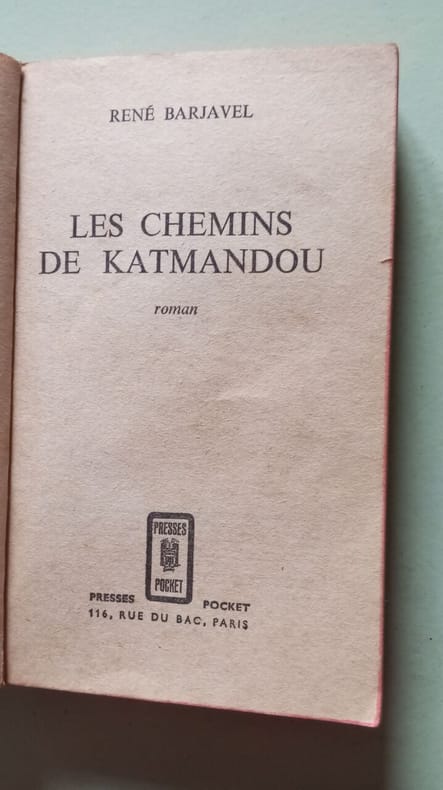 RENÉ BARJAVEL
LES CHEMINS
DE KATMANDOU
roman
PRESSES
POCKET
PRESSES POCKET
116, RUE DU BAC, PARIS